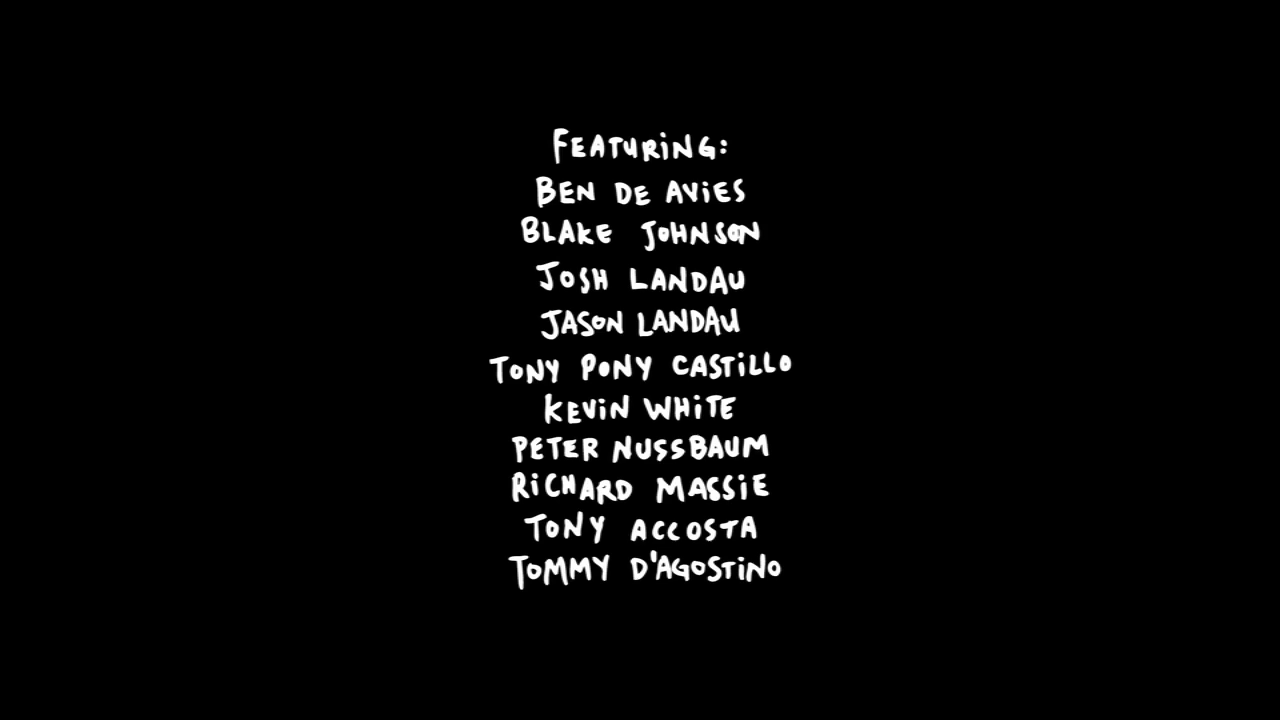 FEATURiNG:
BEN DE AViES
BLAKE JOHNSON
JOSH LANDAU
JASON LANDAU
TONY PONY CASTiLLO
KEViN WHiTE
PETER NUSSBAUM
RiCHARD MASSiE
TONY ACCOSTA
TOMMY D'AGOSTiNO